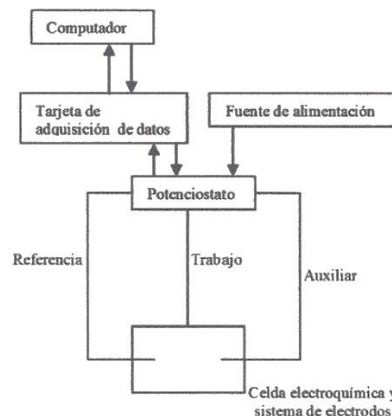 Computador
Tarjeta de
adquisición de datos
Fuente de alimentación
Potenciostato
Referencia
Trabajo
Auxiliar
Celda electroquímica y
sistema de electrodos